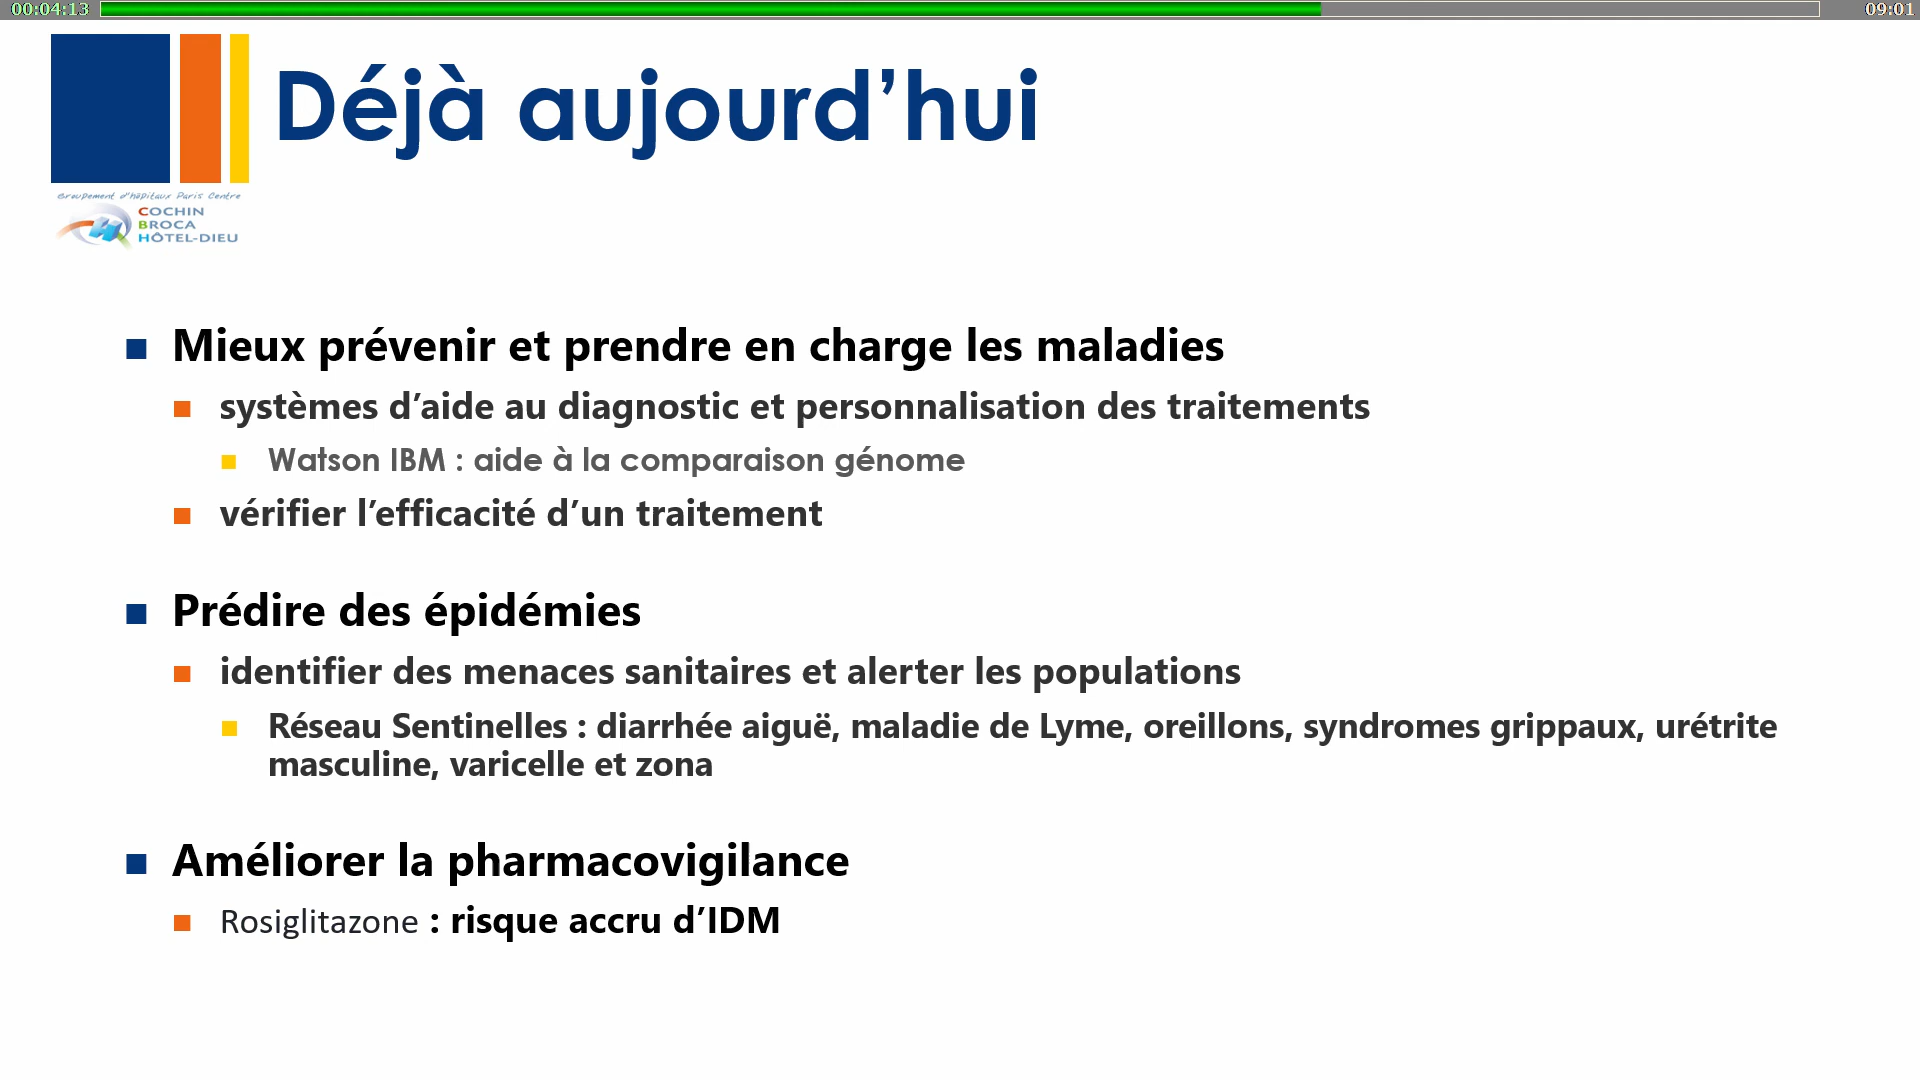 00:04:13
09:01
Déjà aujourd’hui
Groupement d’hôpitaux Paris Centre
COCHIN
BROCA
HÔTEL-DIEU
Mieux prévenir et prendre en charge les maladies
systèmes d’aide au diagnostic et personnalisation des traitements
Watson IBM : aide à la comparaison génome
vérifier l’efficacité d’un traitement
Prédire des épidémies
identifier des menaces sanitaires et alerter les populations
Réseau Sentinelles : diarrhée aiguë, maladie de Lyme, oreillons, syndromes grippaux, urétrite
masculine, varicelle et zona
Améliorer la pharmacovigilance
Rosiglitazone : risque accru d’IDM